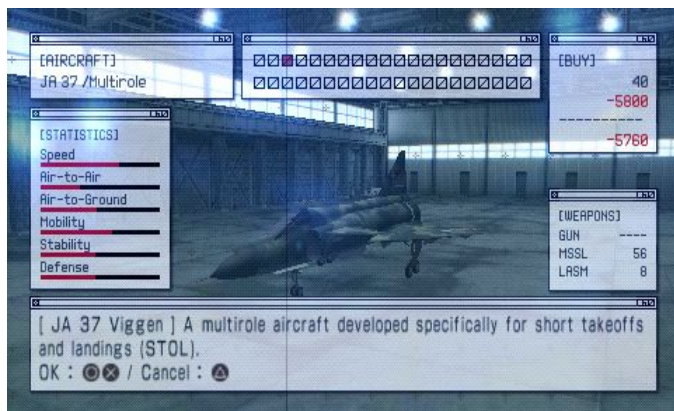 [AIRCRAFT]
JA 37 /Multirole
[BUY]
40
-5800
----------
-5760
[STATISTICS]
Speed
Air-to-Air
Air-to-Ground
Mobility
Stability
Defense
[WEAPONS]
GUN ----
MSSL 56
LASM 8
[ JA 37 Viggen ] A multirole aircraft developed specifically for short takeoffs
and landings (STOL).
OK : / Cancel :